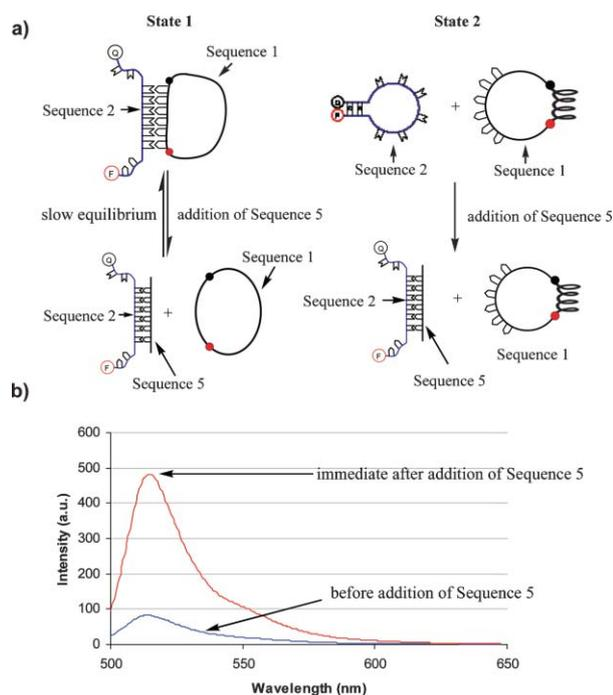 a)
State 1
State 2
Sequence 1
Q
Sequence 2
F
Q
F
+
Sequence 2
Sequence 1
slow equilibrium
addition of Sequence 5
addition of Sequence 5
Sequence 1
Q
Sequence 2
+
F
Sequence 5
Q
Sequence 2
+
F
Sequence 1
Sequence 5
b)
600
500
400
300
200
100
0
Intensity (a.u.)
immediate after addition of Sequence 5
before addition of Sequence 5
500
550
600
650
Wavelength (nm)